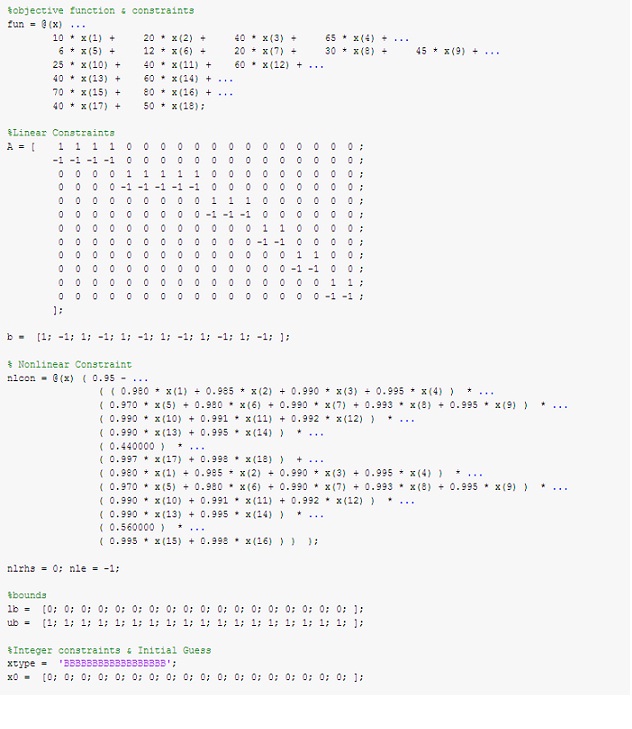 %objective function & constraints
fun = @(x) ...
10 * x(1) + 20 * x(2) + 40 * x(3) + 65 * x(4) + ...
6 * x(5) + 12 * x(6) + 20 * x(7) + 30 * x(8) + 45 * x(9) + ...
25 * x(10) + 40 * x(11) + 60 * x(12) + ...
40 * x(13) + 60 * x(14) + ...
70 * x(15) + 80 * x(16) + ...
40 * x(17) + 50 * x(18);
%Linear Constraints
A = [ 1 1 1 1 0 0 0 0 0 0 0 0 0 0 0 0 0 0 ;
-1 -1 -1 -1 0 0 0 0 0 0 0 0 0 0 0 0 0 0 ;
0 0 0 0 1 1 1 1 1 0 0 0 0 0 0 0 0 0 ;
0 0 0 0 -1 -1 -1 -1 -1 0 0 0 0 0 0 0 0 0 ;
0 0 0 0 0 0 0 0 0 1 1 1 0 0 0 0 0 0 ;
0 0 0 0 0 0 0 0 0 -1 -1 -1 0 0 0 0 0 0 ;
0 0 0 0 0 0 0 0 0 0 0 0 1 1 0 0 0 0 ;
0 0 0 0 0 0 0 0 0 0 0 0 -1 -1 0 0 0 0 ;
0 0 0 0 0 0 0 0 0 0 0 0 0 0 1 1 0 0 ;
0 0 0 0 0 0 0 0 0 0 0 0 0 0 -1 -1 0 0 ;
0 0 0 0 0 0 0 0 0 0 0 0 0 0 0 0 1 1 ;
0 0 0 0 0 0 0 0 0 0 0 0 0 0 0 0 -1 -1 ;
];
b = [1; -1; 1; -1; 1; -1; 1; -1; 1; -1; 1; -1; ];
% Nonlinear Constraint
nlcon = @(x) ( 0.95 - ...
( ( 0.980 * x(1) + 0.985 * x(2) + 0.990 * x(3) + 0.995 * x(4) ) * ...
( 0.970 * x(5) + 0.980 * x(6) + 0.990 * x(7) + 0.993 * x(8) + 0.995 * x(9) ) * ...
( 0.990 * x(10) + 0.991 * x(11) + 0.992 * x(12) ) * ...
( 0.990 * x(13) + 0.995 * x(14) ) * ...
( 0.440000 ) * ...
( 0.997 * x(17) + 0.998 * x(18) ) + ...
( 0.980 * x(1) + 0.985 * x(2) + 0.990 * x(3) + 0.995 * x(4) ) * ...
( 0.970 * x(5) + 0.980 * x(6) + 0.990 * x(7) + 0.993 * x(8) + 0.995 * x(9) ) * ...
( 0.990 * x(10) + 0.991 * x(11) + 0.992 * x(12) ) * ...
( 0.990 * x(13) + 0.995 * x(14) ) * ...
( 0.560000 ) * ...
( 0.995 * x(15) + 0.998 * x(16) ) ) );
nlrhs = 0; nle = -1;
%bounds
lb = [0; 0; 0; 0; 0; 0; 0; 0; 0; 0; 0; 0; 0; 0; 0; 0; 0; 0; ];
ub = [1; 1; 1; 1; 1; 1; 1; 1; 1; 1; 1; 1; 1; 1; 1; 1; 1; 1; ];
%Integer constraints & Initial Guess
xtype = 'BBBBBBBBBBBBBBBBBB';
x0 = [0; 0; 0; 0; 0; 0; 0; 0; 0; 0; 0; 0; 0; 0; 0; 0; 0; 0; ];